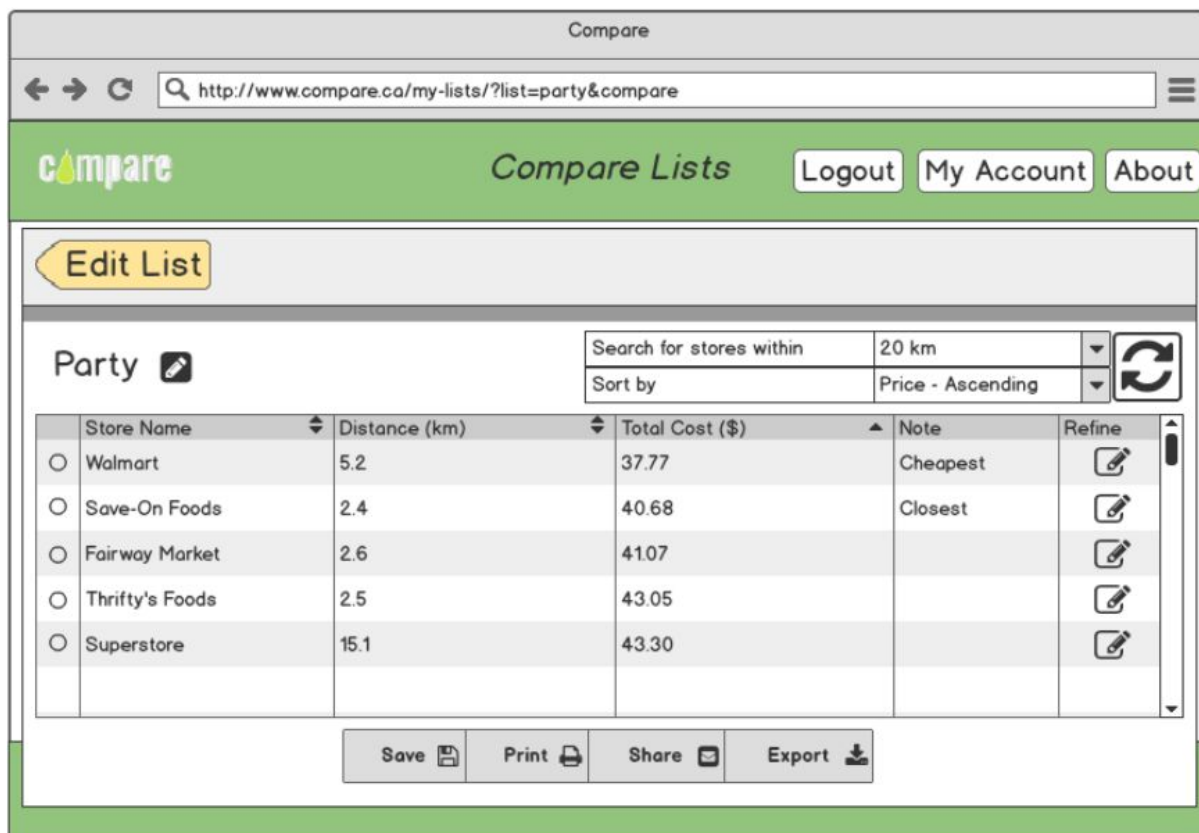 Compare
http://www.compare.ca/my-lists/?list=party&compare
compare Compare Lists Logout My Account About
Edit List
Party
Search for stores within 20 km
Sort by Price - Ascending
Store Name Distance (km) Total Cost ($) Note Refine
Walmart 5.2 37.77 Cheapest
Save-On Foods 2.4 40.68 Closest
Fairway Market 2.6 41.07
Thrifty's Foods 2.5 43.05
Superstore 15.1 43.30
Save Print Share Export